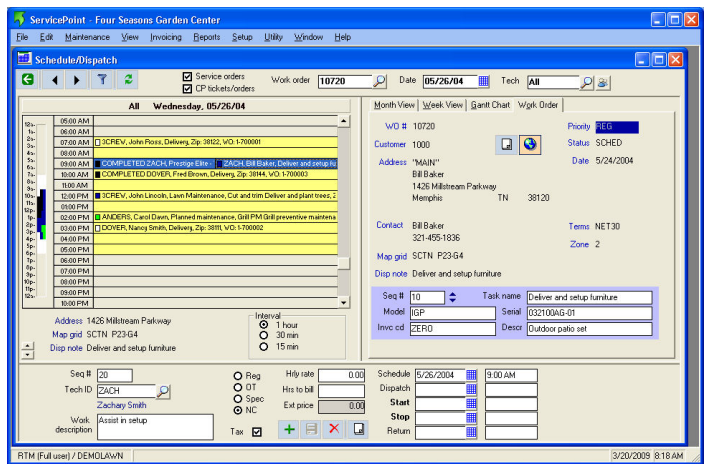 ServicePoint - Four Seasons Garden Center
File Edit Maintenance View Invoicing Reports Setup Utility Window Help
Schedule/Dispatch
Service orders
CP tickets/orders
Work order 10720 Date 05/26/04 Tech All
All Wednesday, 05/26/04
05:00 AM
06:00 AM
07:00 AM 3CREW, John Ross, Delivery, Zip: 38122, WO: 1-700001
08:00 AM
09:00 AM COMPLETED ZACH, Prestige Elite - ZACH, Bill Baker, Deliver and setup fu
10:00 AM COMPLETED DOVER, Fred Brown, Delivery, Zip: 38144, WO: 1-700003
11:00 AM
12:00 PM 3CREW, John Lincoln, Lawn Maintenance, Cut and trim Deliver and plant trees, 2
01:00 PM
02:00 PM ANDERS, Carol Dawn, Planned maintenance, Grill PM Grill preventive maintena
03:00 PM DOVER, Nancy Smith, Delivery, Zip: 38111, WO: 1-700002
04:00 PM
05:00 PM
06:00 PM
07:00 PM
08:00 PM
09:00 PM
10:00 PM
Address 1426 Millstream Parkway
Map grid SCTN P23-G4
Disp note Deliver and setup furniture
Interval
1 hour
30 min
15 min
Month View Week View Gantt Chart Work Order
WO # 10720 Priority REG
Customer 1000 Status SCHED
Address "MAIN" Date 5/24/2004
Bill Baker
1426 Millstream Parkway
Memphis TN 38120
Contact Bill Baker Terms NET30
321-455-1836
Zone 2
Map grid SCTN P23-G4
Disp note Deliver and setup furniture
Seq # 10 Task name Deliver and setup furniture
Model IGP Serial 032100AG-01
Invc cd ZERO Descr Outdoor patio set
Seq # 20
Tech ID ZACH
Zachary Smith
Work description Assist in setup
Reg
OT
Spec
NC
Tax
Hrly rate 0.00
Hrs to bill
Ext price 0.00
Schedule 5/26/2004 9:00 AM
Dispatch
Start
Stop
Return
RTM (Full user) / DEMOLAWN 3/20/2009 8:18 AM